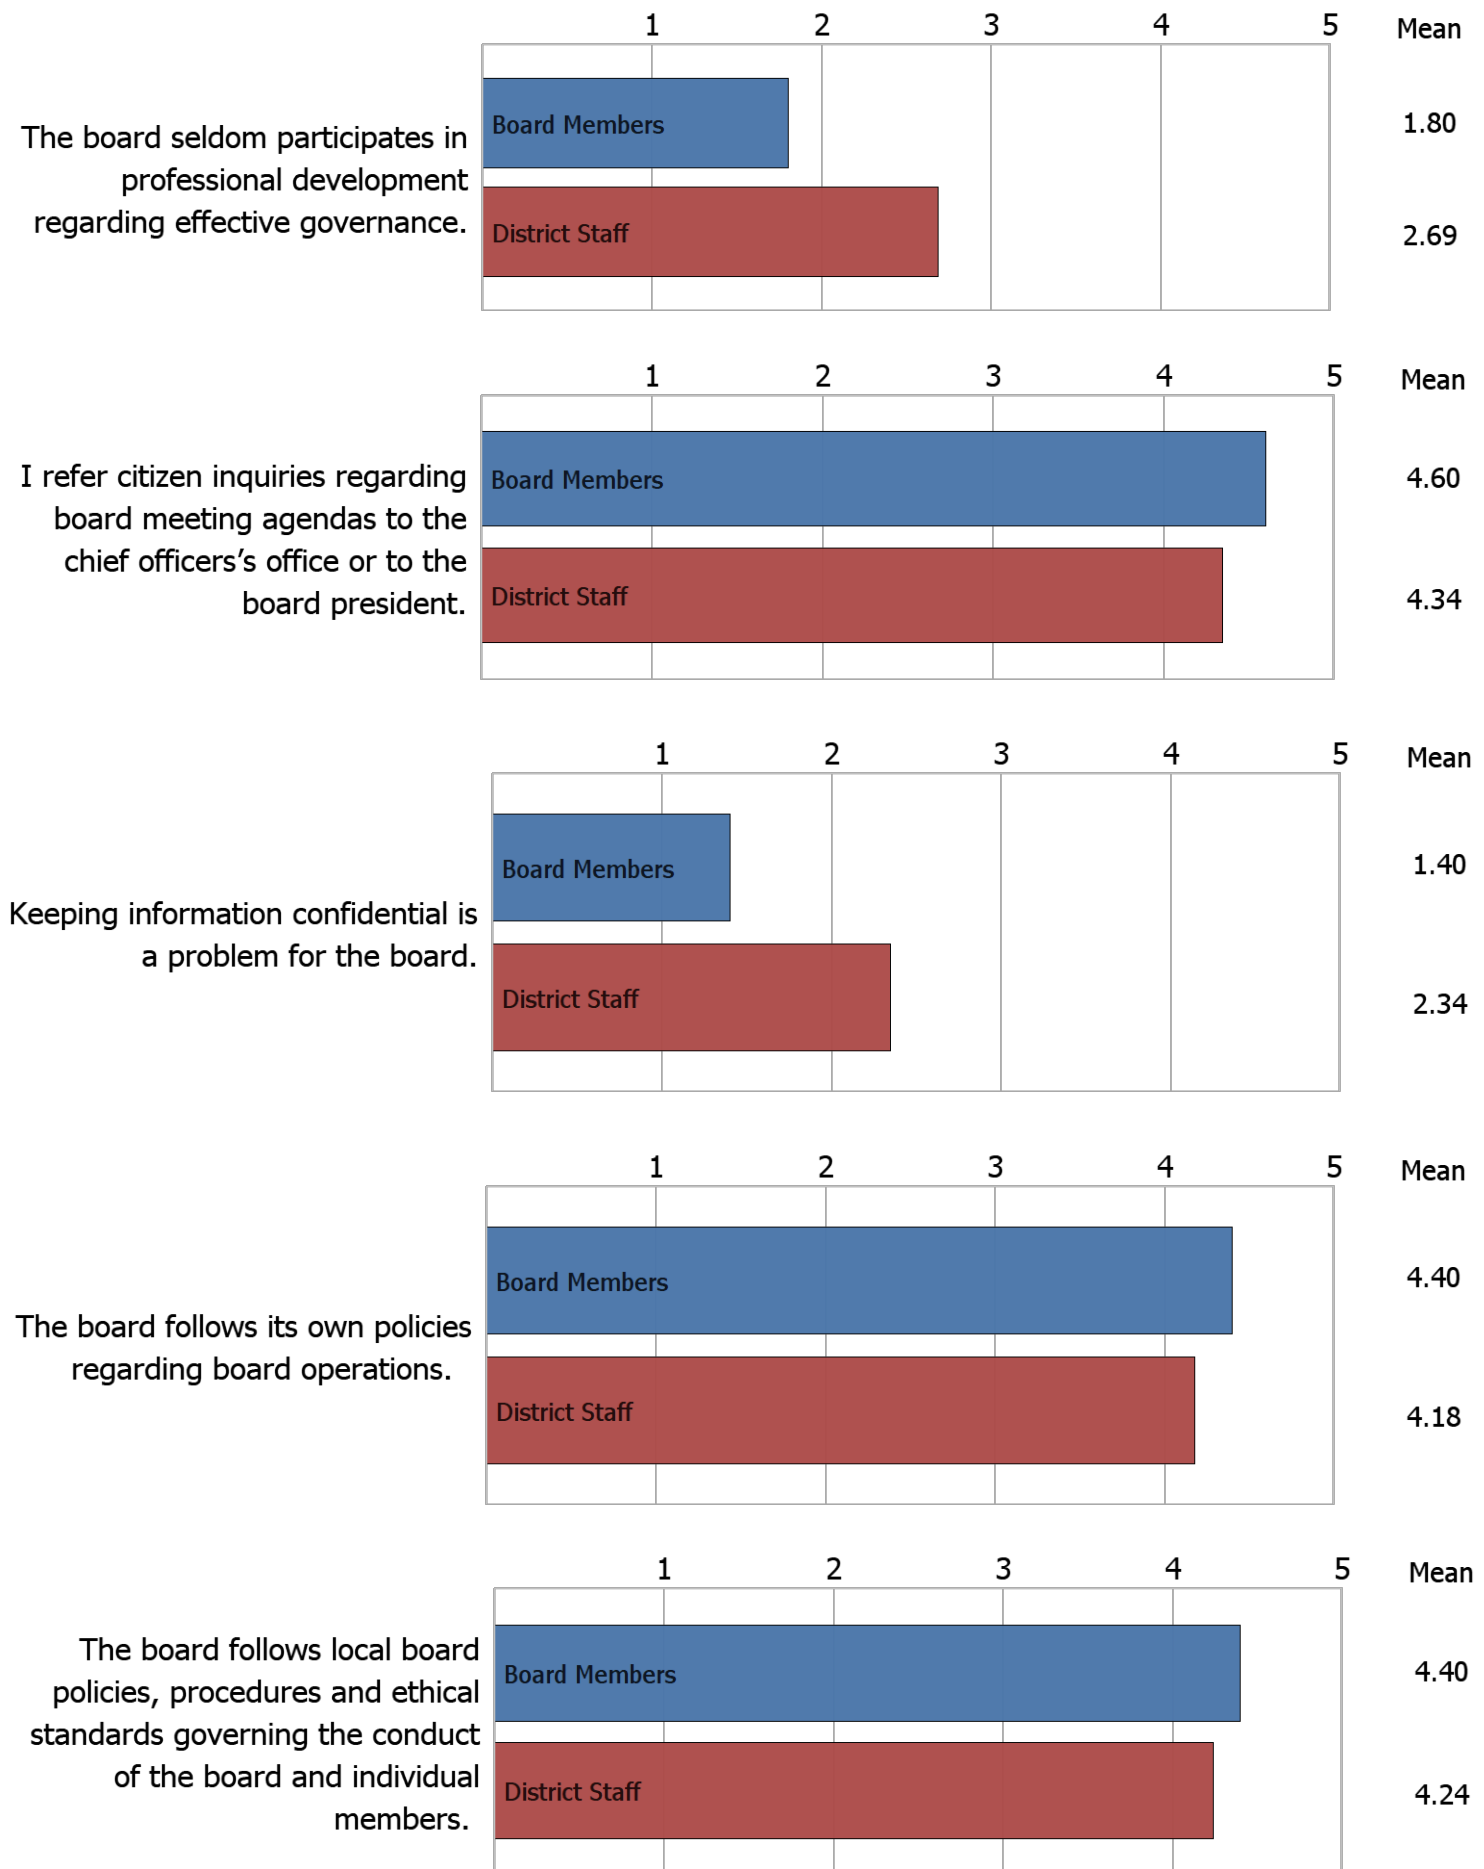 1 2 3 4 5 Mean
The board seldom participates in
professional development
regarding effective governance.
Board Members 1.80
District Staff 2.69
1 2 3 4 5 Mean
I refer citizen inquiries regarding
board meeting agendas to the
chief officers’s office or to the
board president.
Board Members 4.60
District Staff 4.34
1 2 3 4 5 Mean
Keeping information confidential is
a problem for the board.
Board Members 1.40
District Staff 2.34
1 2 3 4 5 Mean
The board follows its own policies
regarding board operations.
Board Members 4.40
District Staff 4.18
1 2 3 4 5 Mean
The board follows local board
policies, procedures and ethical
standards governing the conduct
of the board and individual
members.
Board Members 4.40
District Staff 4.24